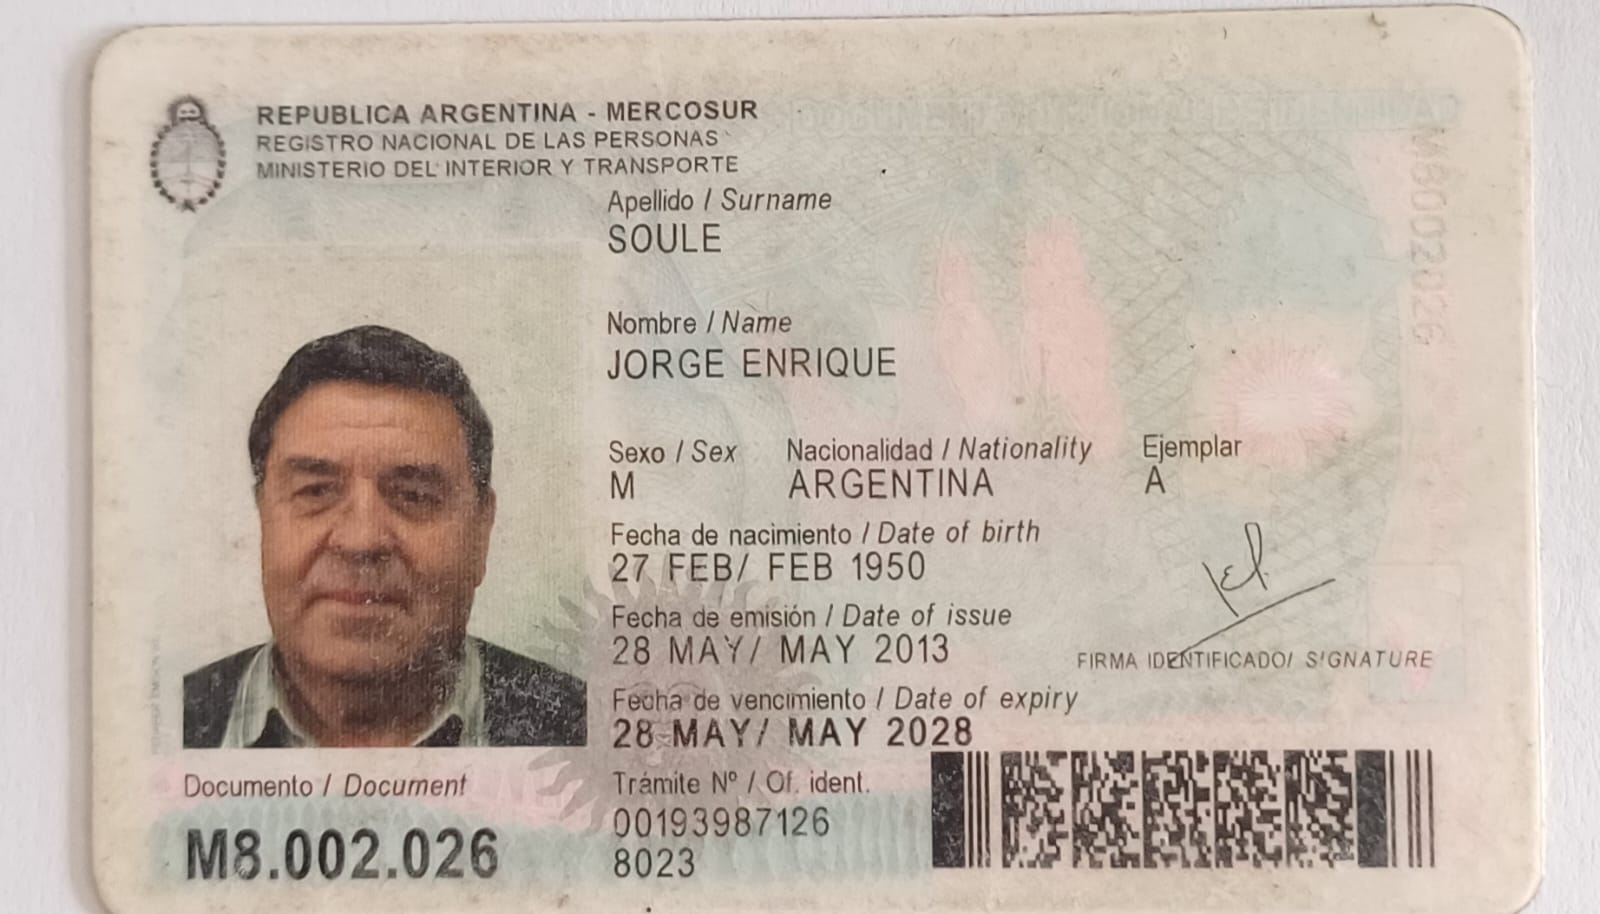 REPUBLICA ARGENTINA - MERCOSUR
REGISTRO NACIONAL DE LAS PERSONAS
MINISTERIO DEL INTERIOR Y TRANSPORTE
Apellido / Surname
SOULE
Nombre / Name
JORGE ENRIQUE
Sexo / Sex Nacionalidad / Nationality Ejemplar
M ARGENTINA A
Fecha de nacimiento / Date of birth
27 FEB/ FEB 1950
Fecha de emisión / Date of issue
28 MAY/ MAY 2013
FIRMA IDENTIFICADO/ SIGNATURE
Fecha de vencimiento / Date of expiry
28 MAY/ MAY 2028
Documento / Document
M8.002.026
Trámite Nº / Of. ident.
00193987126
8023
M8002026